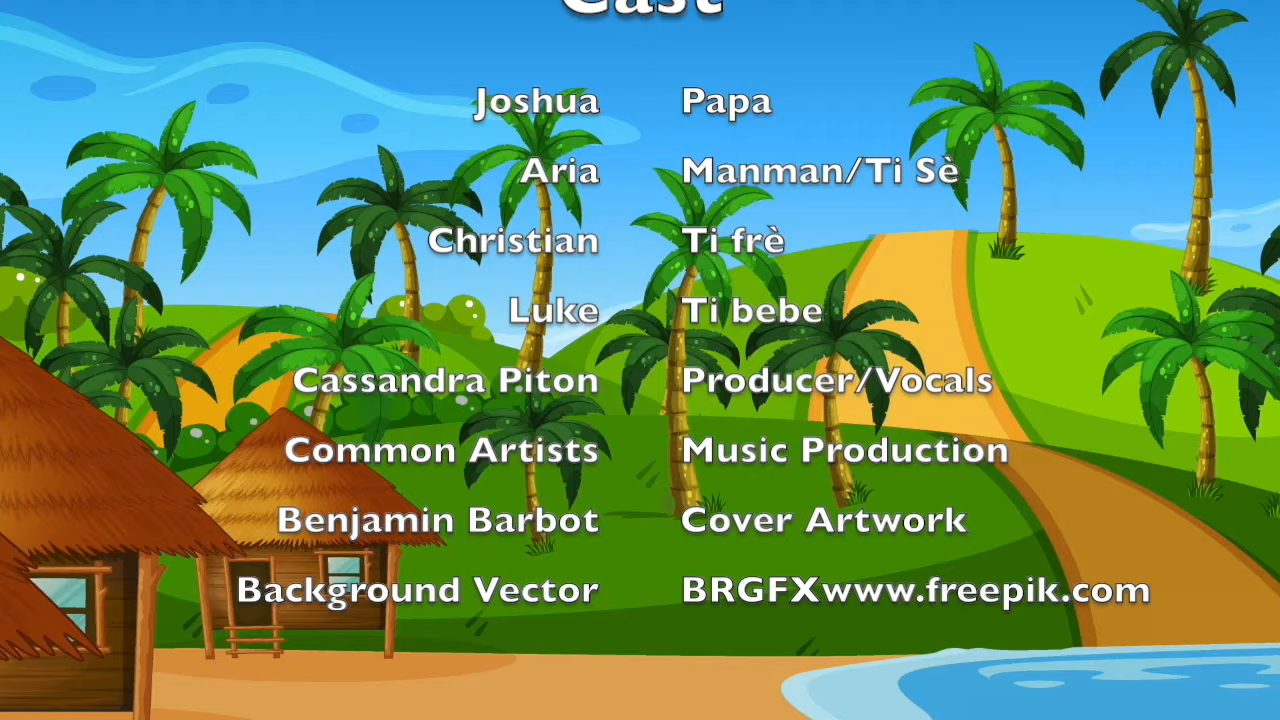 Cast
Joshua Papa
Aria Manman/Ti Sè
Christian Ti frè
Luke Ti bebe
Cassandra Piton Producer/Vocals
Common Artists Music Production
Benjamin Barbot Cover Artwork
Background Vector BRGFXwww.freepik.com